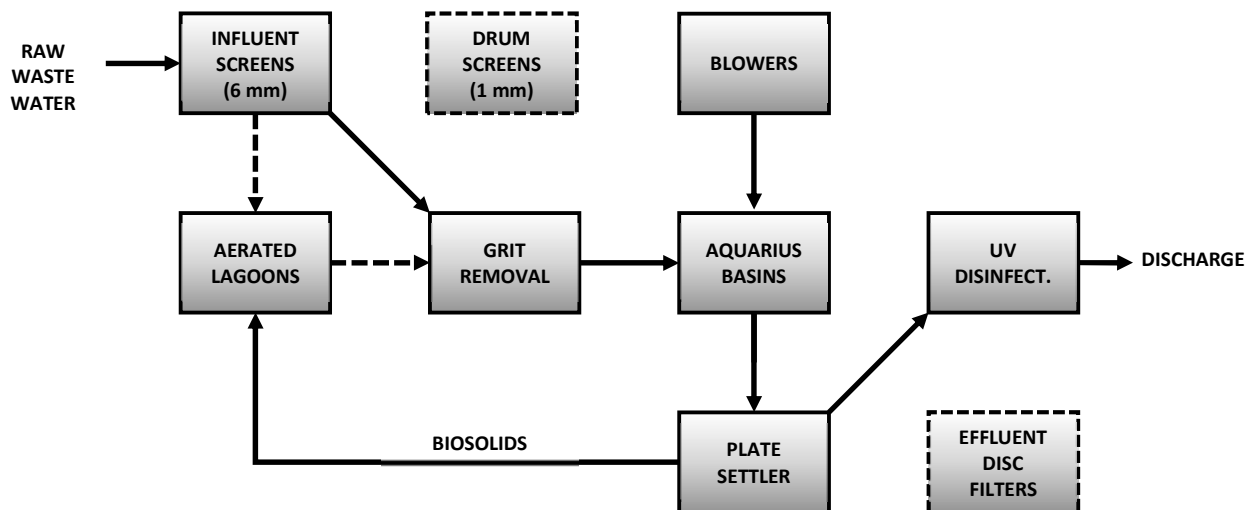 RAW
WASTE
WATER
INFLUENT
SCREENS
(6 mm)
DRUM
SCREENS
(1 mm)
BLOWERS
AERATED
LAGOONS
GRIT
REMOVAL
AQUARIUS
BASINS
UV
DISINFECT.
DISCHARGE
BIOSOLIDS
PLATE
SETTLER
EFFLUENT
DISC
FILTERS